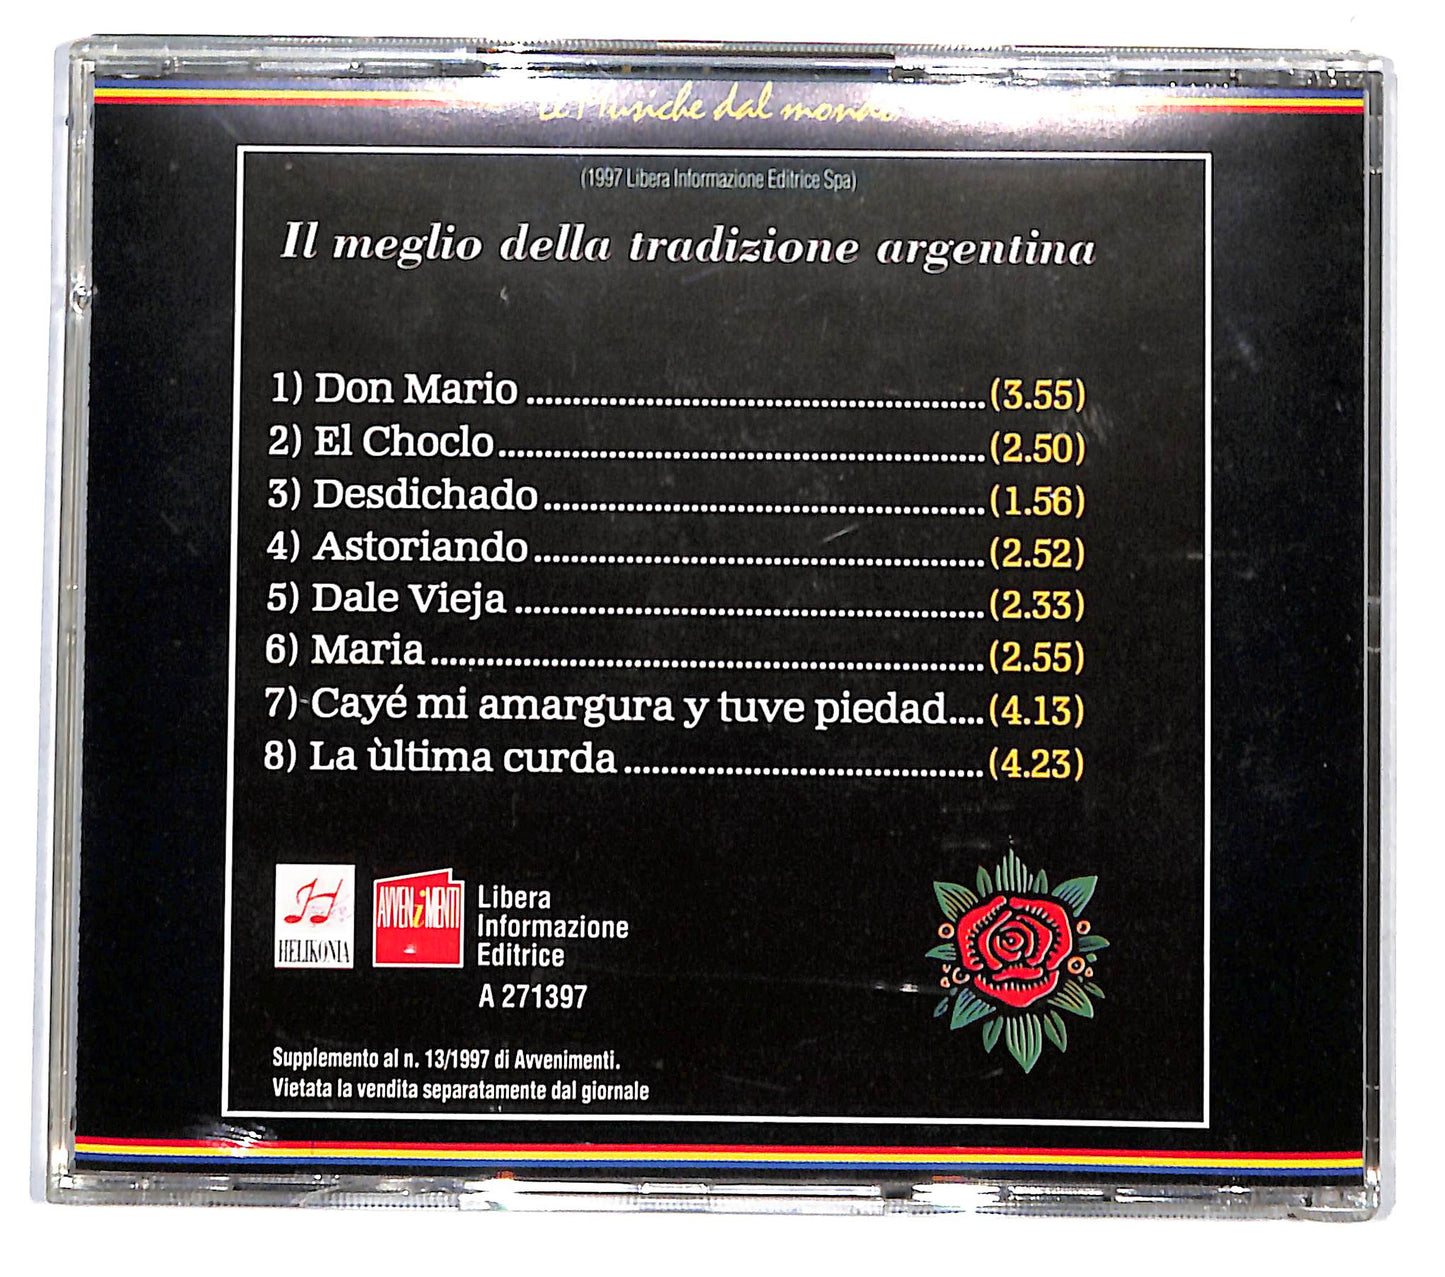 Le Musiche dal mondo
(1997 Libera Informazione Editrice Spa)
Il meglio della tradizione argentina
1) Don Mario ................................................ (3.55)
2) El Choclo................................................... (2.50)
3) Desdichado .............................................. (1.56)
4) Astoriando ............................................... (2.52)
5) Dale Vieja ................................................. (2.33)
6) Maria .......................................................... (2.55)
7) Cayé mi amargura y tuve piedad.... (4.13)
8) La ùltima curda ...................................... (4.23)
HELIKONIA
AVVENiMENTI
Libera
Informazione
Editrice
A 271397
Supplemento al n. 13/1997 di Avvenimenti.
Vietata la vendita separatamente dal giornale